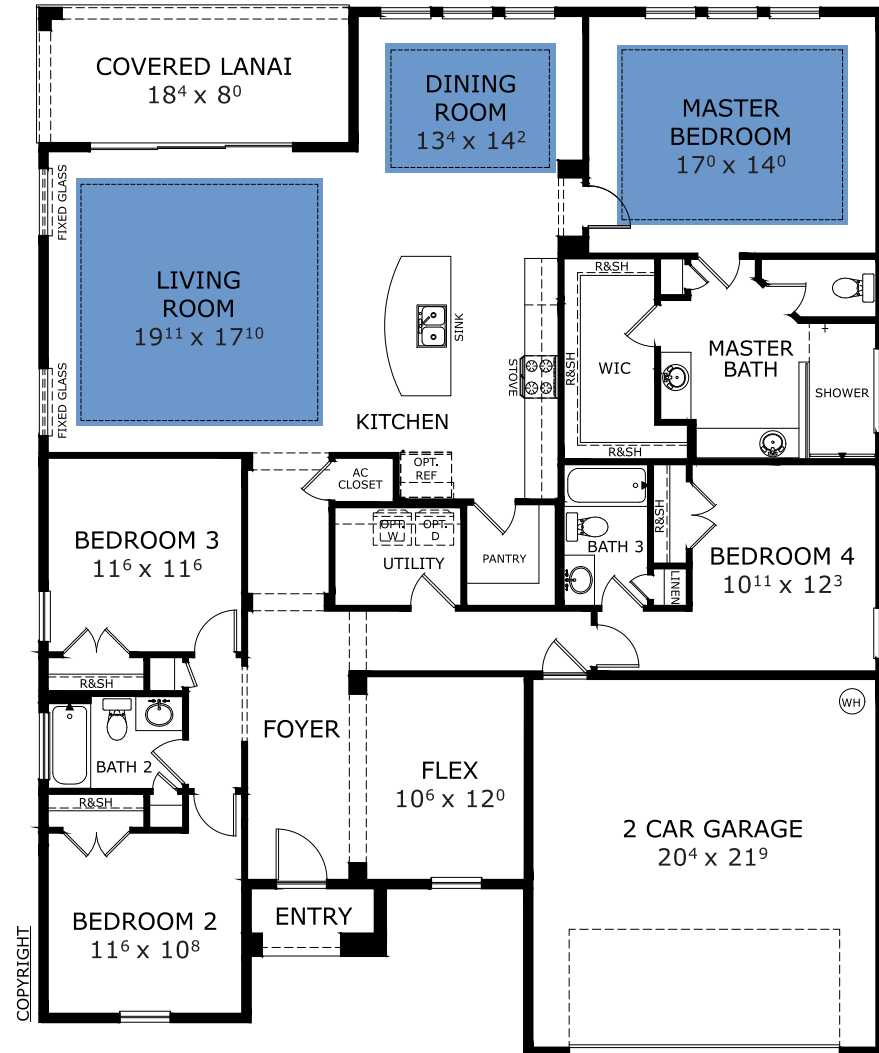 COVERED LANAI
18⁴ x 8⁰
DINING
ROOM
13⁴ x 14²
MASTER
BEDROOM
17⁰ x 14⁰
FIXED GLASS
LIVING
ROOM
19¹¹ x 17¹⁰
FIXED GLASS
SINK
STOVE
KITCHEN
R&SH
R&SH
WIC
R&SH
MASTER
BATH
SHOWER
AC
CLOSET
OPT.
REF
OPT.
W
OPT.
D
UTILITY
PANTRY
BATH 3
R&SH
LINEN
BEDROOM 4
10¹¹ x 12³
BEDROOM 3
11⁶ x 11⁶
R&SH
BATH 2
R&SH
FOYER
FLEX
10⁶ x 12⁰
WH
2 CAR GARAGE
20⁴ x 21⁹
BEDROOM 2
11⁶ x 10⁸
ENTRY
COPYRIGHT